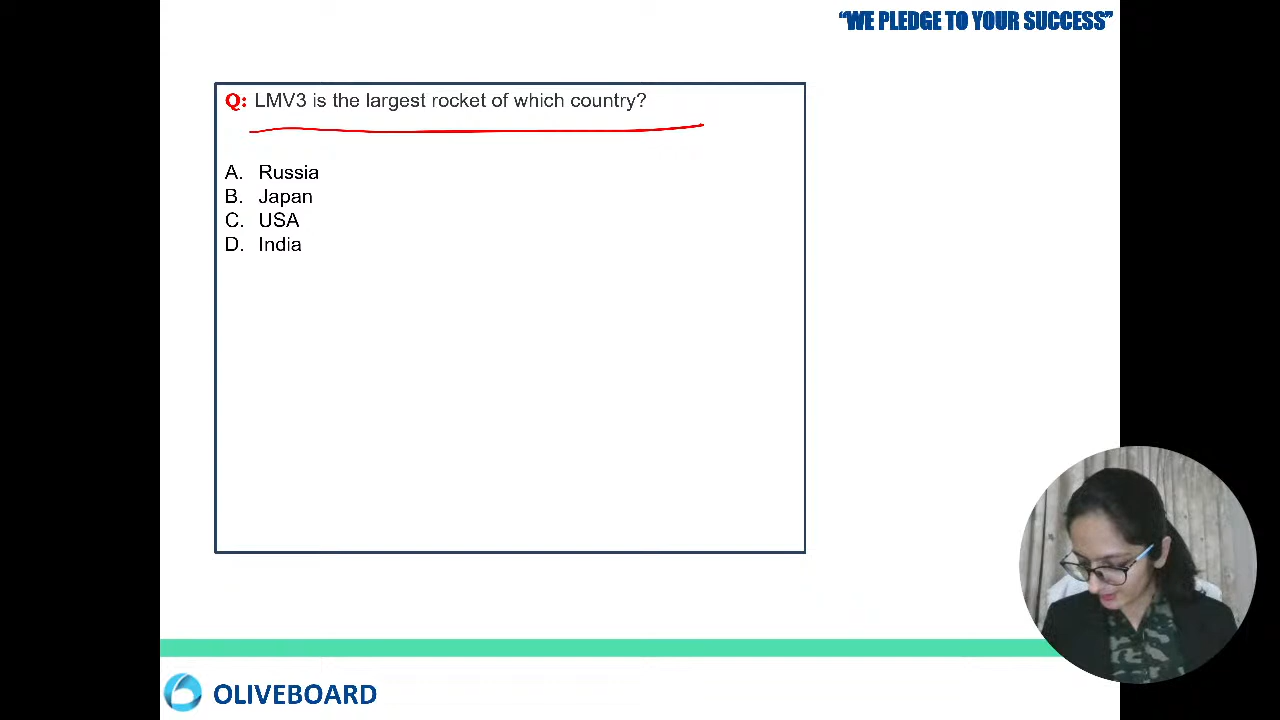 “WE PLEDGE TO YOUR SUCCESS”
Q: LMV3 is the largest rocket of which country?
A. Russia
B. Japan
C. USA
D. India
OLIVEBOARD